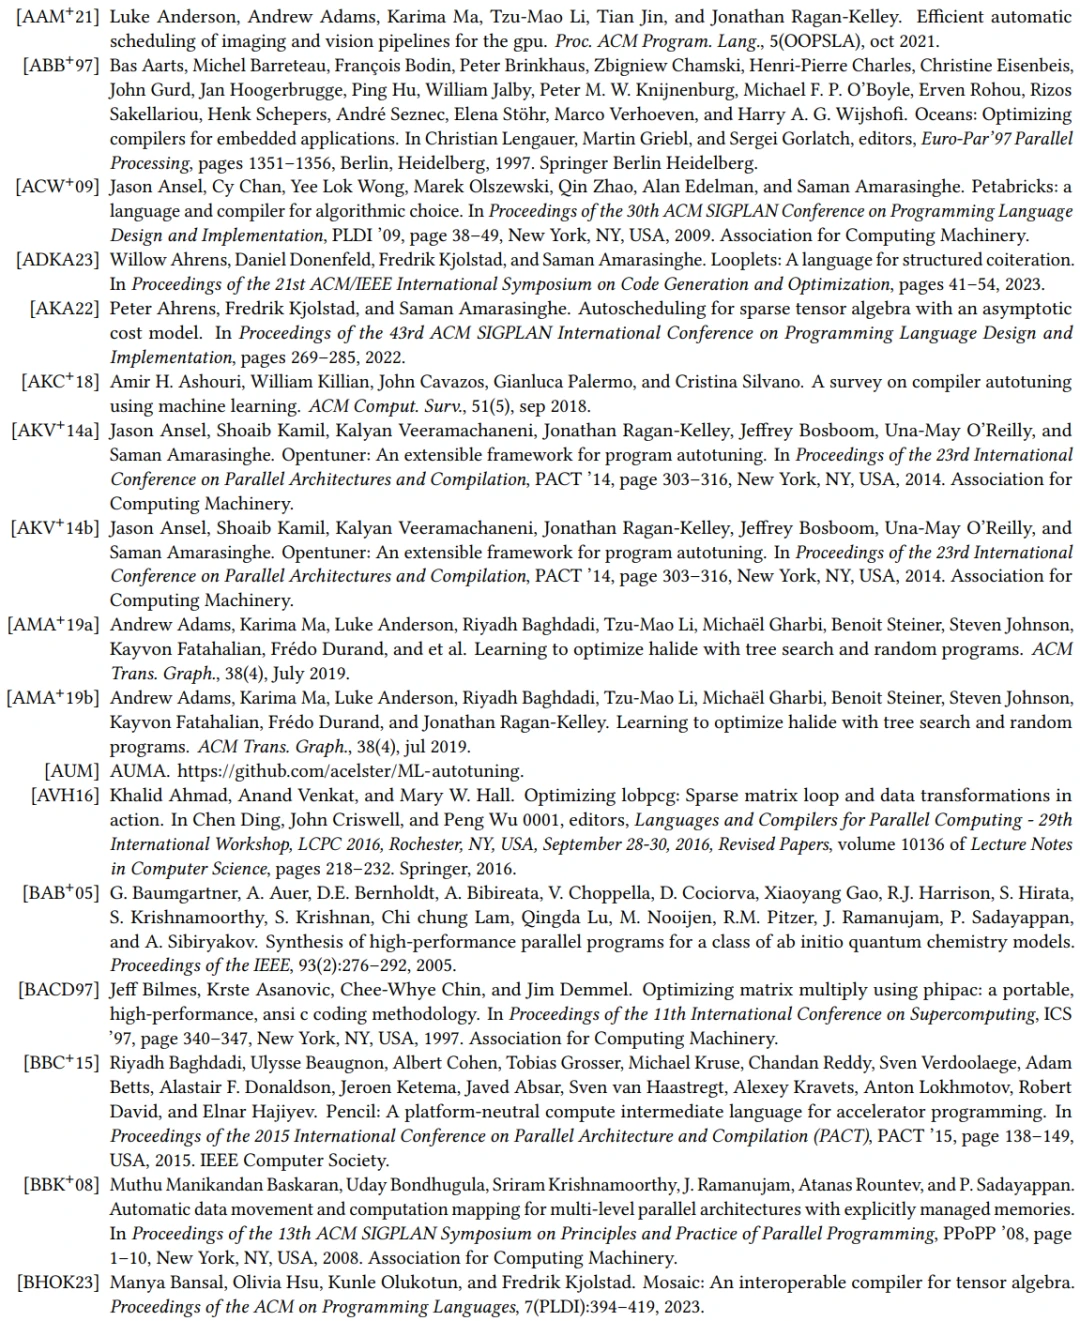 [AAM+21] Luke Anderson, Andrew Adams, Karima Ma, Tzu-Mao Li, Tian Jin, and Jonathan Ragan-Kelley. Efficient automatic
scheduling of imaging and vision pipelines for the gpu. Proc. ACM Program. Lang., 5(OOPSLA), oct 2021.
[ABB+97] Bas Aarts, Michel Barreteau, François Bodin, Peter Brinkhaus, Zbigniew Chamski, Henri-Pierre Charles, Christine Eisenbeis,
John Gurd, Jan Hoogerbrugge, Ping Hu, William Jalby, Peter M. W. Knijnenburg, Michael F. P. O'Boyle, Erven Rohou, Rizos
Sakellariou, Henk Schepers, André Seznec, Elena Stöhr, Marco Verhoeven, and Harry A. G. Wijshofi. Oceans: Optimizing
compilers for embedded applications. In Christian Lengauer, Martin Griebl, and Sergei Gorlatch, editors, Euro-Par'97 Parallel
Processing, pages 1351–1356, Berlin, Heidelberg, 1997. Springer Berlin Heidelberg.
[ACW+09] Jason Ansel, Cy Chan, Yee Lok Wong, Marek Olszewski, Qin Zhao, Alan Edelman, and Saman Amarasinghe. Petabricks: a
language and compiler for algorithmic choice. In Proceedings of the 30th ACM SIGPLAN Conference on Programming Language
Design and Implementation, PLDI '09, page 38–49, New York, NY, USA, 2009. Association for Computing Machinery.
[ADKA23] Willow Ahrens, Daniel Donenfeld, Fredrik Kjolstad, and Saman Amarasinghe. Looplets: A language for structured coiteration.
In Proceedings of the 21st ACM/IEEE International Symposium on Code Generation and Optimization, pages 41–54, 2023.
[AKA22] Peter Ahrens, Fredrik Kjolstad, and Saman Amarasinghe. Autoscheduling for sparse tensor algebra with an asymptotic
cost model. In Proceedings of the 43rd ACM SIGPLAN International Conference on Programming Language Design and
Implementation, pages 269–285, 2022.
[AKC+18] Amir H. Ashouri, William Killian, John Cavazos, Gianluca Palermo, and Cristina Silvano. A survey on compiler autotuning
using machine learning. ACM Comput. Surv., 51(5), sep 2018.
[AKV+14a] Jason Ansel, Shoaib Kamil, Kalyan Veeramachaneni, Jonathan Ragan-Kelley, Jeffrey Bosboom, Una-May O'Reilly, and
Saman Amarasinghe. Opentuner: An extensible framework for program autotuning. In Proceedings of the 23rd International
Conference on Parallel Architectures and Compilation, PACT '14, page 303–316, New York, NY, USA, 2014. Association for
Computing Machinery.
[AKV+14b] Jason Ansel, Shoaib Kamil, Kalyan Veeramachaneni, Jonathan Ragan-Kelley, Jeffrey Bosboom, Una-May O'Reilly, and
Saman Amarasinghe. Opentuner: An extensible framework for program autotuning. In Proceedings of the 23rd International
Conference on Parallel Architectures and Compilation, PACT '14, page 303–316, New York, NY, USA, 2014. Association for
Computing Machinery.
[AMA+19a] Andrew Adams, Karima Ma, Luke Anderson, Riyadh Baghdadi, Tzu-Mao Li, Michaël Gharbi, Benoit Steiner, Steven Johnson,
Kayvon Fatahalian, Frédo Durand, and et al. Learning to optimize halide with tree search and random programs. ACM
Trans. Graph., 38(4), July 2019.
[AMA+19b] Andrew Adams, Karima Ma, Luke Anderson, Riyadh Baghdadi, Tzu-Mao Li, Michaël Gharbi, Benoit Steiner, Steven Johnson,
Kayvon Fatahalian, Frédo Durand, and Jonathan Ragan-Kelley. Learning to optimize halide with tree search and random
programs. ACM Trans. Graph., 38(4), jul 2019.
[AUM] AUMA. https://github.com/acelster/ML-autotuning.
[AVH16] Khalid Ahmad, Anand Venkat, and Mary W. Hall. Optimizing lobpcg: Sparse matrix loop and data transformations in
action. In Chen Ding, John Criswell, and Peng Wu 0001, editors, Languages and Compilers for Parallel Computing - 29th
International Workshop, LCPC 2016, Rochester, NY, USA, September 28-30, 2016, Revised Papers, volume 10136 of Lecture Notes
in Computer Science, pages 218–232. Springer, 2016.
[BAB+05] G. Baumgartner, A. Auer, D.E. Bernholdt, A. Bibireata, V. Choppella, D. Cociorva, Xiaoyang Gao, R.J. Harrison, S. Hirata,
S. Krishnamoorthy, S. Krishnan, Chi chung Lam, Qingda Lu, M. Nooijen, R.M. Pitzer, J. Ramanujam, P. Sadayappan,
and A. Sibiryakov. Synthesis of high-performance parallel programs for a class of ab initio quantum chemistry models.
Proceedings of the IEEE, 93(2):276–292, 2005.
[BACD97] Jeff Bilmes, Krste Asanovic, Chee-Whye Chin, and Jim Demmel. Optimizing matrix multiply using phipac: a portable,
high-performance, ansi c coding methodology. In Proceedings of the 11th International Conference on Supercomputing, ICS
'97, page 340–347, New York, NY, USA, 1997. Association for Computing Machinery.
[BBC+15] Riyadh Baghdadi, Ulysse Beaugnon, Albert Cohen, Tobias Grosser, Michael Kruse, Chandan Reddy, Sven Verdoolaege, Adam
Betts, Alastair F. Donaldson, Jeroen Ketema, Javed Absar, Sven van Haastregt, Alexey Kravets, Anton Lokhmotov, Robert
David, and Elnar Hajiyev. Pencil: A platform-neutral compute intermediate language for accelerator programming. In
Proceedings of the 2015 International Conference on Parallel Architecture and Compilation (PACT), PACT '15, page 138–149,
USA, 2015. IEEE Computer Society.
[BBK+08] Muthu Manikandan Baskaran, Uday Bondhugula, Sriram Krishnamoorthy, J. Ramanujam, Atanas Rountev, and P. Sadayappan.
Automatic data movement and computation mapping for multi-level parallel architectures with explicitly managed memories.
In Proceedings of the 13th ACM SIGPLAN Symposium on Principles and Practice of Parallel Programming, PPoPP '08, page
1–10, New York, NY, USA, 2008. Association for Computing Machinery.
[BHOK23] Manya Bansal, Olivia Hsu, Kunle Olukotun, and Fredrik Kjolstad. Mosaic: An interoperable compiler for tensor algebra.
Proceedings of the ACM on Programming Languages, 7(PLDI):394–419, 2023.